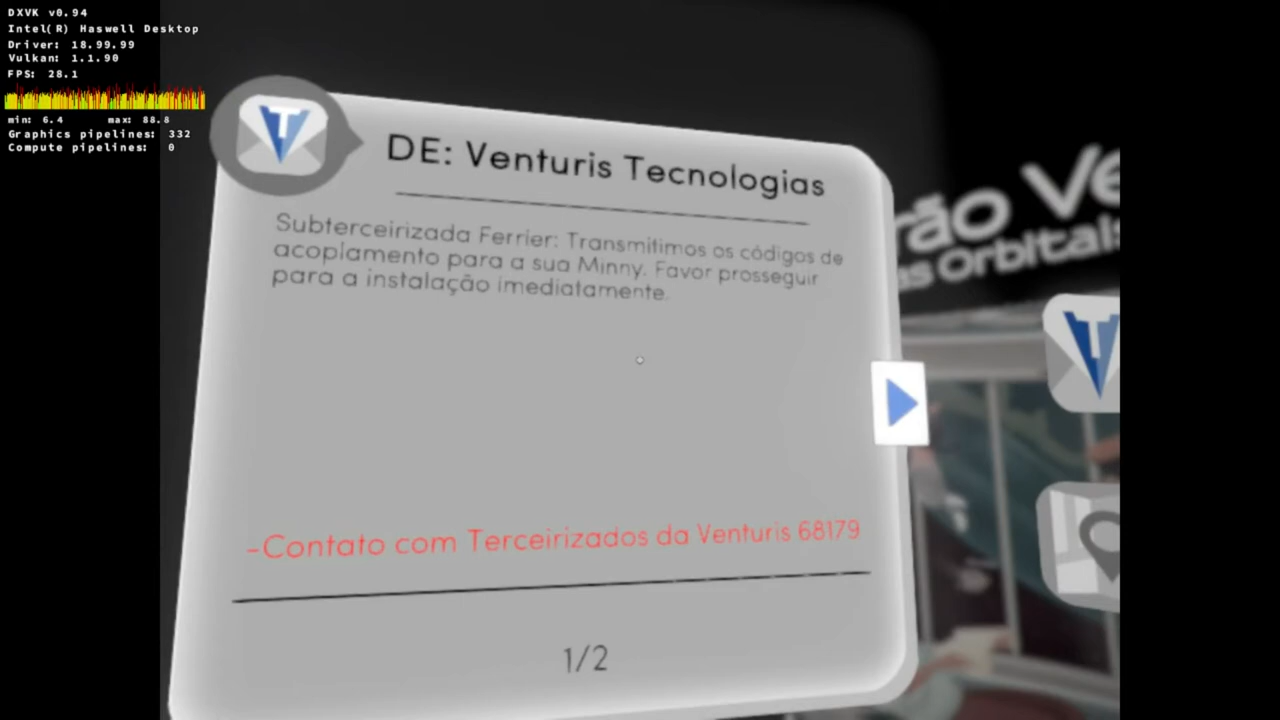 DXVK v0.94
Intel(R) Haswell Desktop
Driver: 18.99.99
Vulkan: 1.1.90
FPS: 28.1
min: 6.4 max: 88.8
Graphics pipelines: 332
Compute pipelines: 0
T
DE: Venturis Tecnologias
Subterceirizada Ferrier: Transmitimos os códigos de
acoplamento para a sua Minny. Favor prosseguir
para a instalação imediatamente.
-Contato com Terceirizados da Venturis 68179
1/2
rão Ve
as Orbitais
T